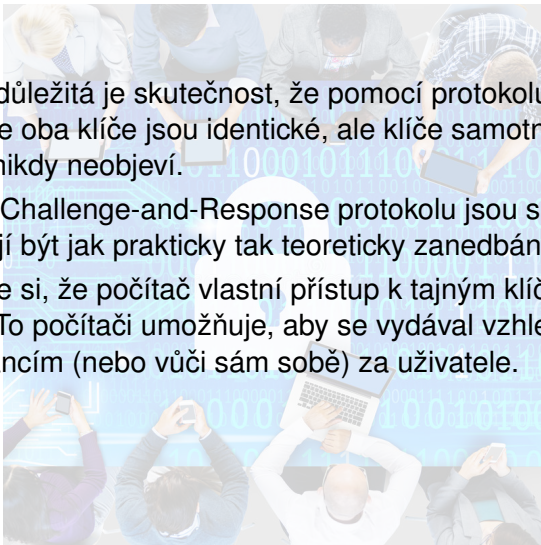 důležitá je skutečnost, že pomocí protokolu
e oba klíče jsou identické, ale klíče samotn
nikdy neobjeví.
Challenge-and-Response protokolu jsou s
jí být jak prakticky tak teoreticky zanedbán
e si, že počítač vlastní přístup k tajným klíč
To počítači umožňuje, aby se vydával vzhle
ancím (nebo vůči sám sobě) za uživatele.